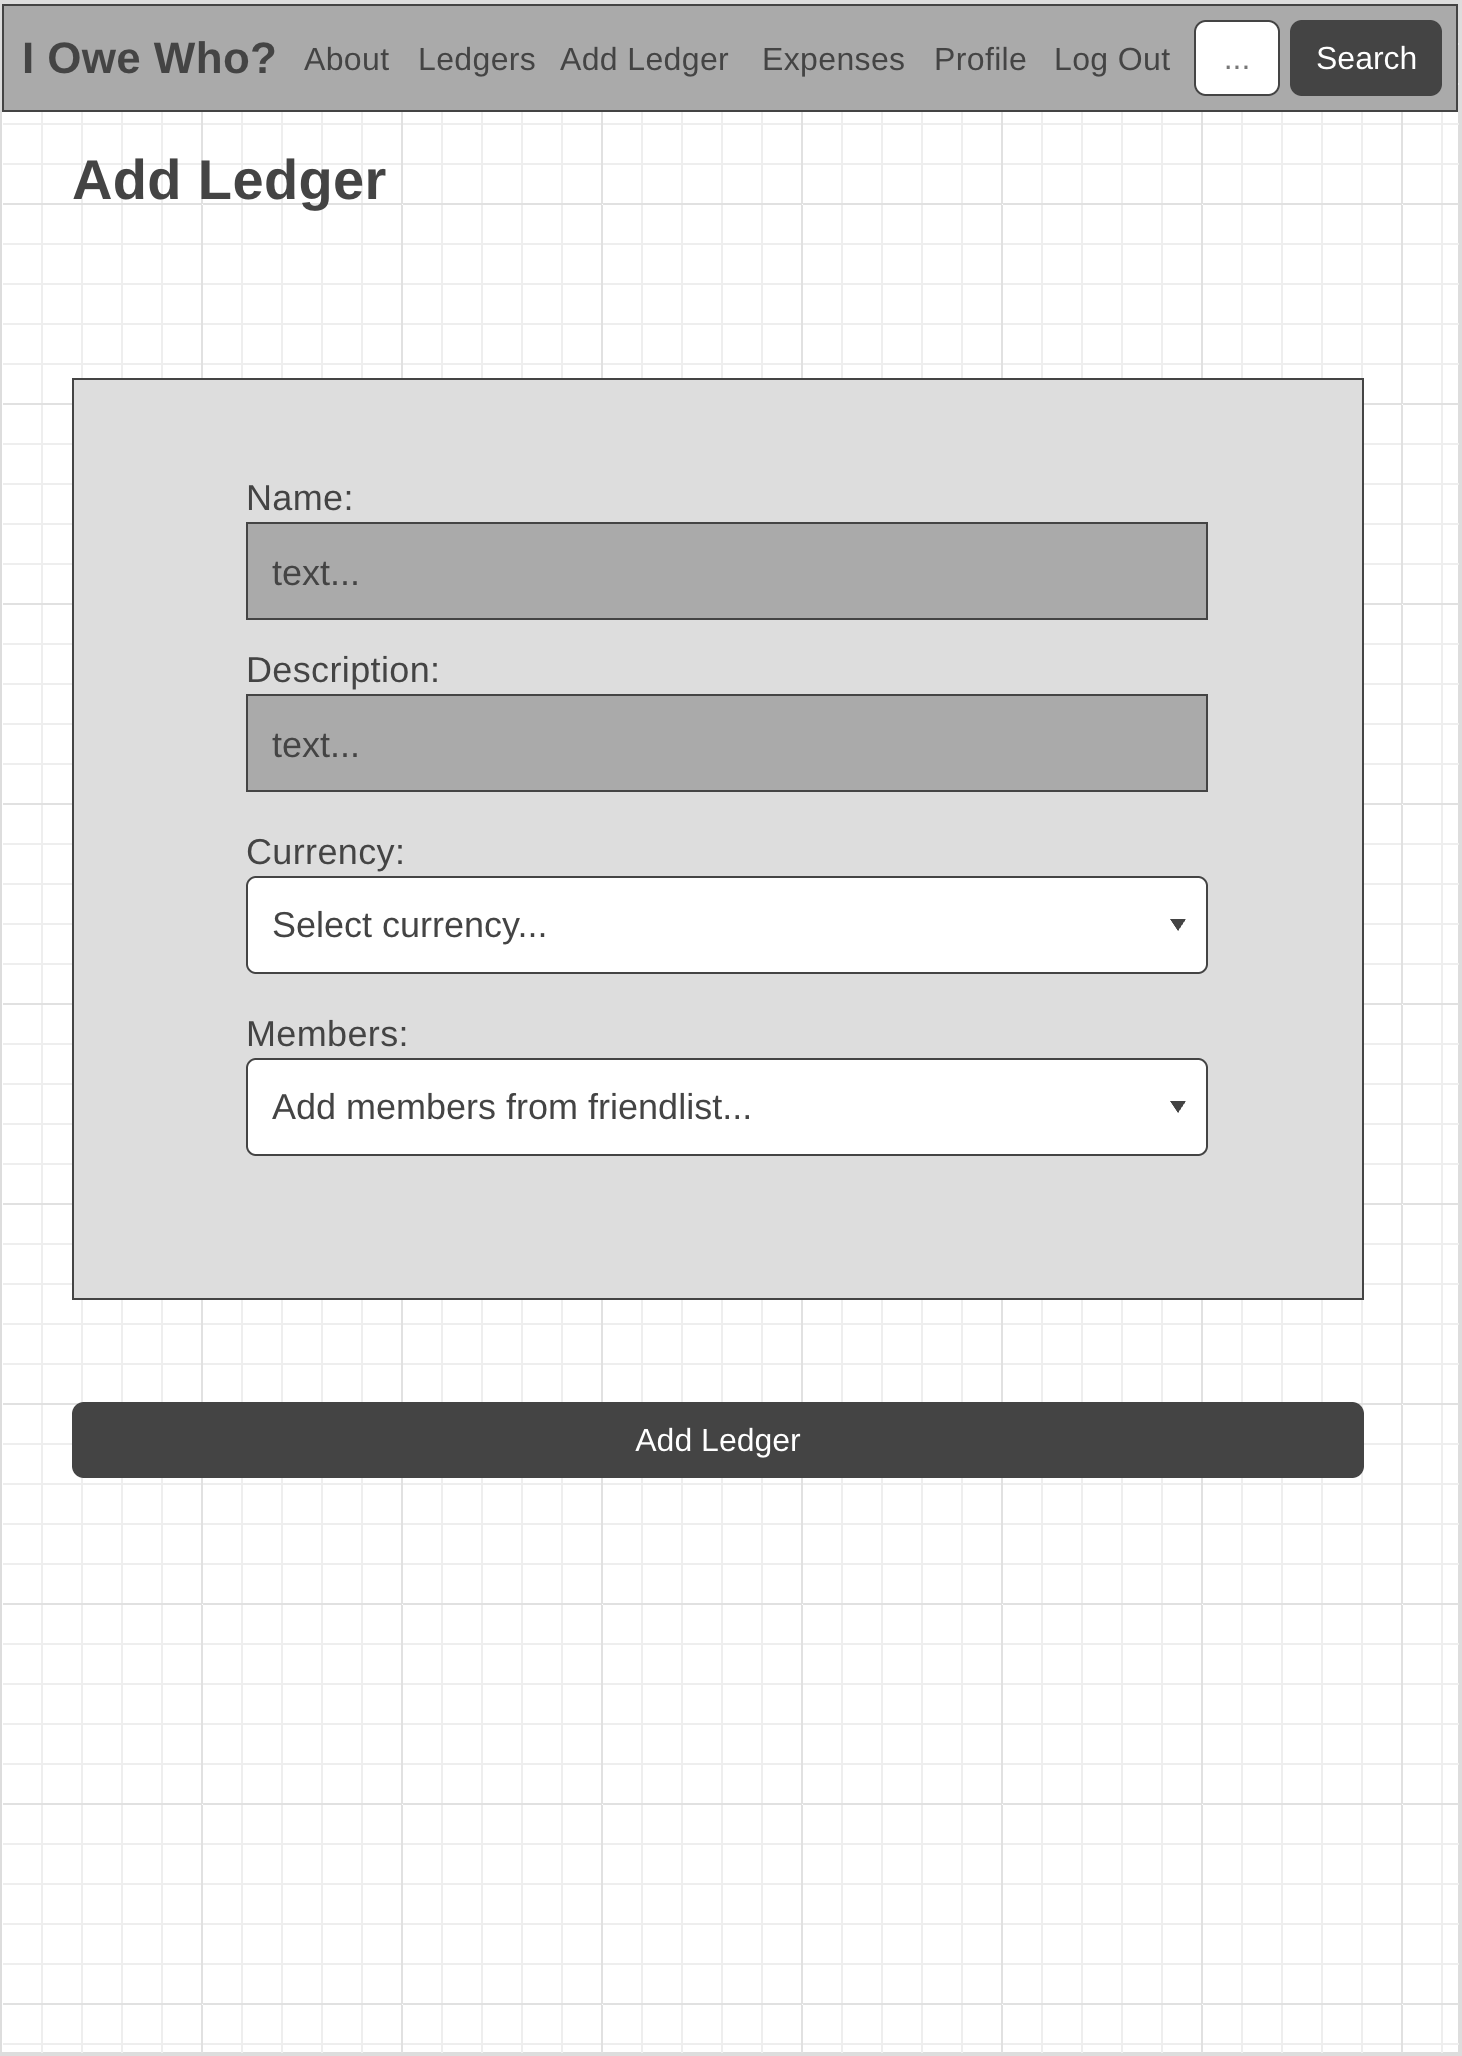 I Owe Who? About Ledgers Add Ledger Expenses Profile Log Out ... Search
Add Ledger
Name:
text...
Description:
text...
Currency:
Select currency...
Members:
Add members from friendlist...
Add Ledger